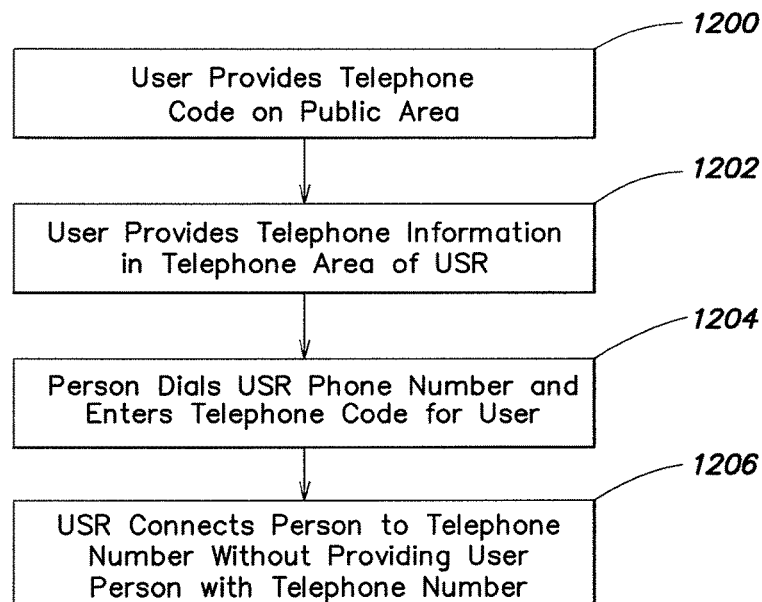 1200
User Provides Telephone
Code on Public Area
1202
User Provides Telephone Information
in Telephone Area of USR
1204
Person Dials USR Phone Number and
Enters Telephone Code for User
1206
USR Connects Person to Telephone
Number Without Providing User
Person with Telephone Number